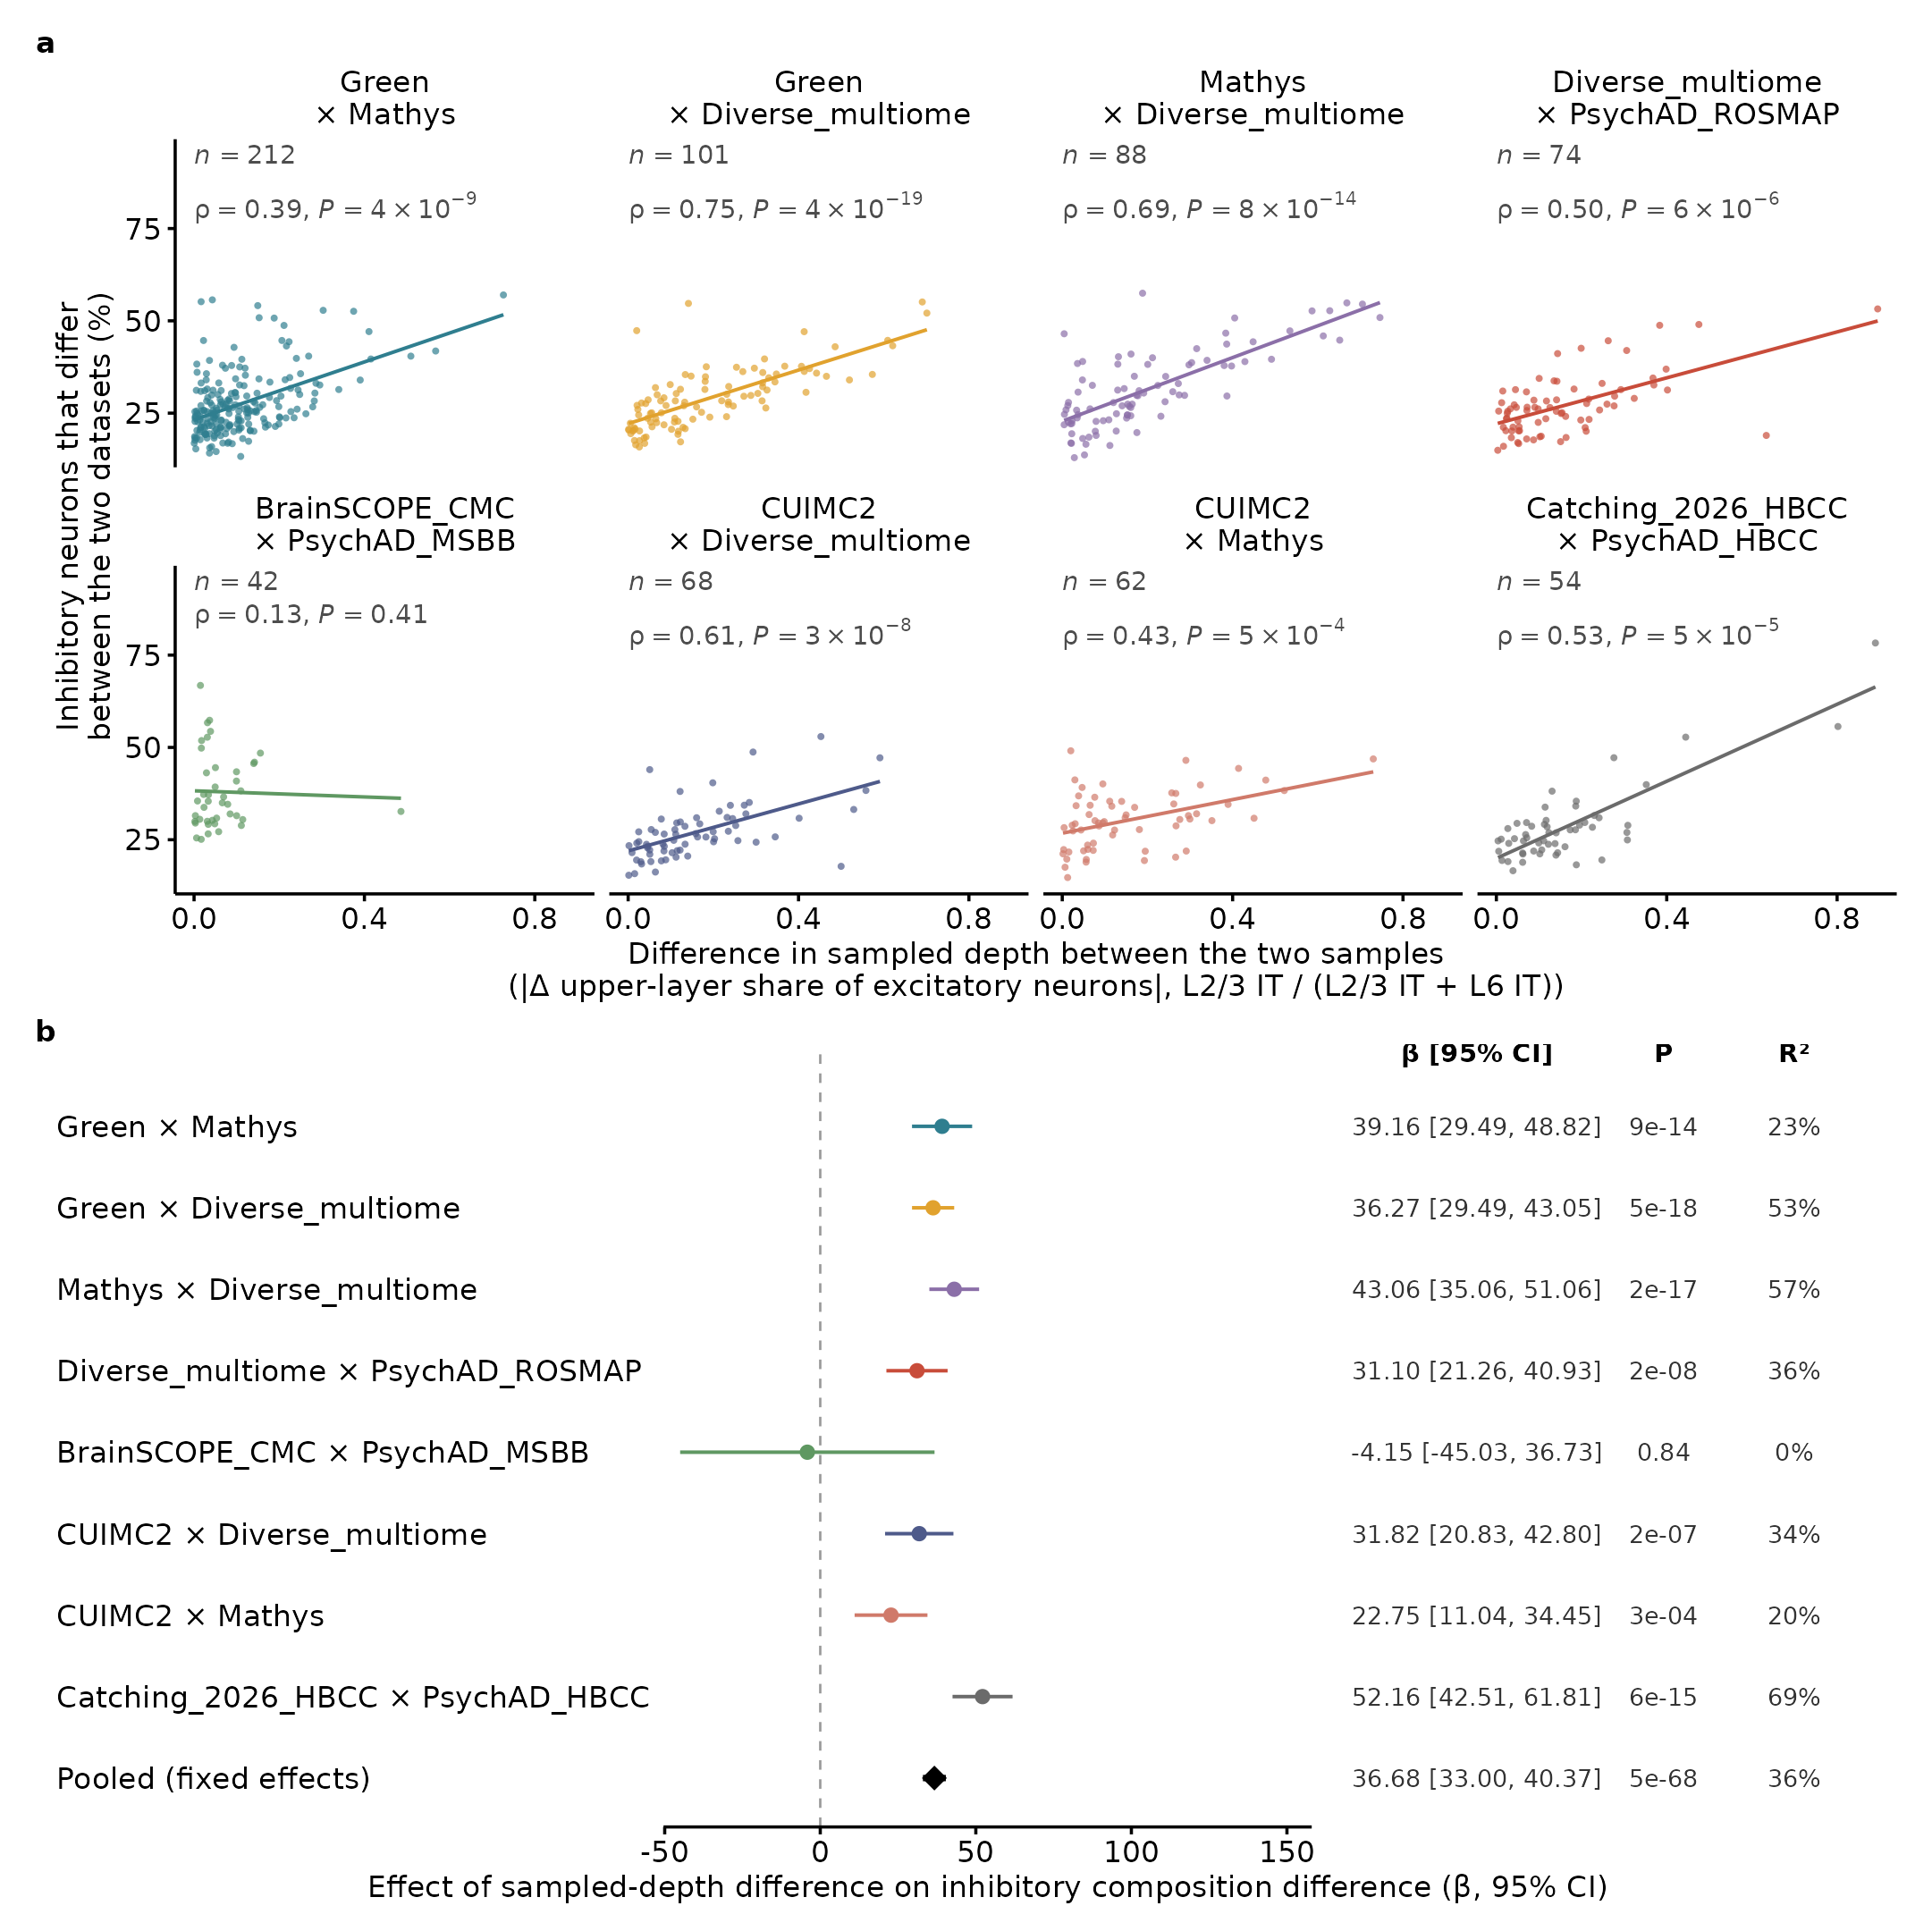 a
Green
× Mathys
Green
× Diverse_multiome
Mathys
× Diverse_multiome
Diverse_multiome
× PsychAD_ROSMAP
n = 212
ρ = 0.39, P = 4 × 10⁻⁹
n = 101
ρ = 0.75, P = 4 × 10⁻¹⁹
n = 88
ρ = 0.69, P = 8 × 10⁻¹⁴
n = 74
ρ = 0.50, P = 6 × 10⁻⁶
75
50
25
Inhibitory neurons that differ
between the two datasets (%)
BrainSCOPE_CMC
× PsychAD_MSBB
CUIMC2
× Diverse_multiome
CUIMC2
× Mathys
Catching_2026_HBCC
× PsychAD_HBCC
n = 42
ρ = 0.13, P = 0.41
n = 68
ρ = 0.61, P = 3 × 10⁻⁸
n = 62
ρ = 0.43, P = 5 × 10⁻⁴
n = 54
ρ = 0.53, P = 5 × 10⁻⁵
75
50
25
0.0 0.4 0.8 0.0 0.4 0.8 0.0 0.4 0.8 0.0 0.4 0.8
Difference in sampled depth between the two samples
(|Δ upper-layer share of excitatory neurons|, L2/3 IT / (L2/3 IT + L6 IT))
b
β [95% CI] P R²
Green × Mathys 39.16 [29.49, 48.82] 9e-14 23%
Green × Diverse_multiome 36.27 [29.49, 43.05] 5e-18 53%
Mathys × Diverse_multiome 43.06 [35.06, 51.06] 2e-17 57%
Diverse_multiome × PsychAD_ROSMAP 31.10 [21.26, 40.93] 2e-08 36%
BrainSCOPE_CMC × PsychAD_MSBB -4.15 [-45.03, 36.73] 0.84 0%
CUIMC2 × Diverse_multiome 31.82 [20.83, 42.80] 2e-07 34%
CUIMC2 × Mathys 22.75 [11.04, 34.45] 3e-04 20%
Catching_2026_HBCC × PsychAD_HBCC 52.16 [42.51, 61.81] 6e-15 69%
Pooled (fixed effects) 36.68 [33.00, 40.37] 5e-68 36%
-50 0 50 100 150
Effect of sampled-depth difference on inhibitory composition difference (β, 95% CI)